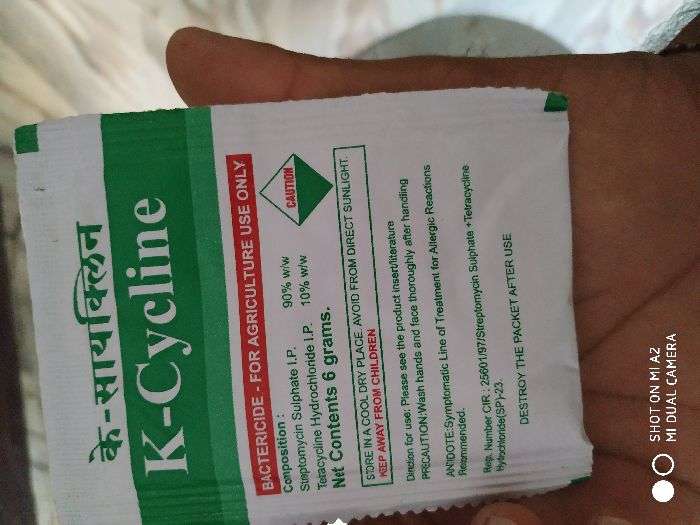 के-सायक्लिन
K-Cycline
BACTERICIDE - FOR AGRICULTURE USE ONLY
Conposition :
Streptomycin Sulphate I.P. 90% w/w
Tetracycline Hydrochloride I.P. 10% w/w
Net Contents 6 grams.
CAUTION
STORE IN A COOL DRY PLACE. AVOID FROM DIRECT SUNLIGHT.
KEEP AWAY FROM CHILDREN
Direction for use: Please see the product insert/literature
PRECAUTION:Wash hands and face thoroughly after handling
ANTIDOTE:Symptomatic Line of Treatment for Allergic Reactions
Recommended.
Reg. Number CIR : 25601/97/Streptomycin Sulphate +Tetracycline
Hydrochloride(SP)-23.
DESTROY THE PACKET AFTER USE
SHOT ON MI A2
MI DUAL CAMERA